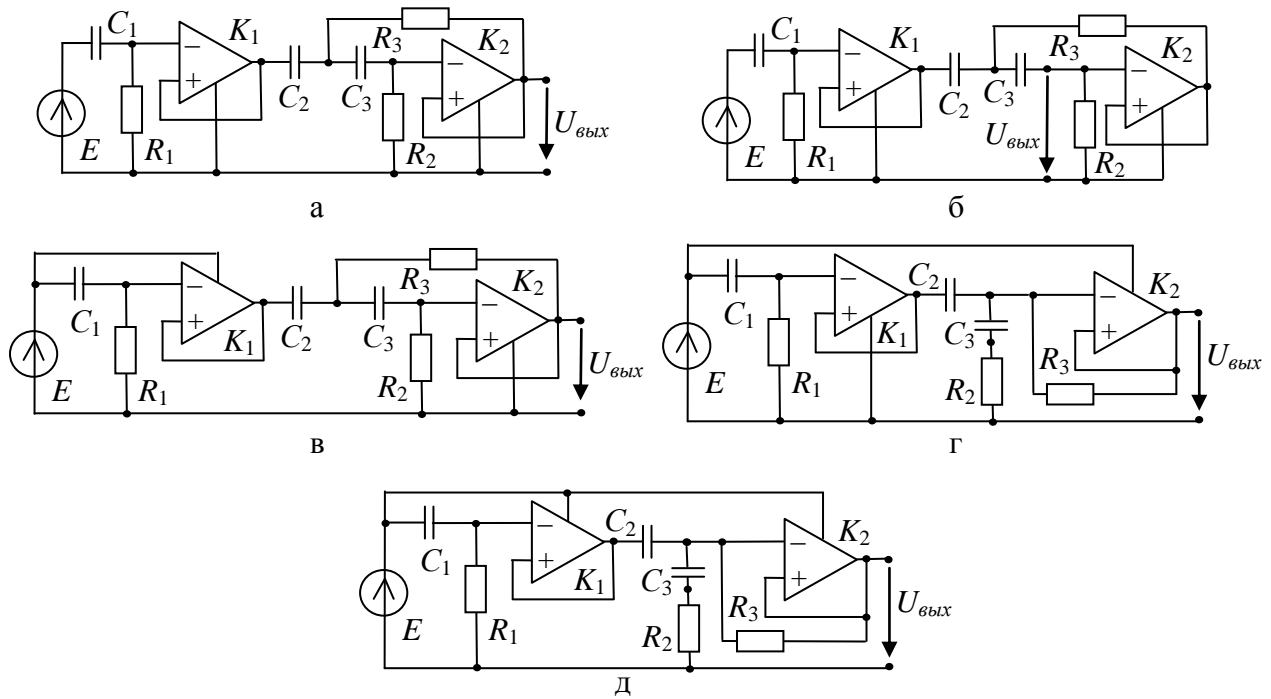 C1 K1 R3 K2
− + C2 C3 − +
E R1 R2 Uвых
а
C1 K1 R3 K2
− + C2 C3 − +
E R1 Uвых R2
б
C1 − + K1 C2 R3 C3 − + K2
E R1 R2 Uвых
в
C1 − + K1 C2 C3 − + K2
E R1 R2 R3 Uвых
г
C1 − + K1 C2 C3 − + K2
E R1 R2 R3 Uвых
д